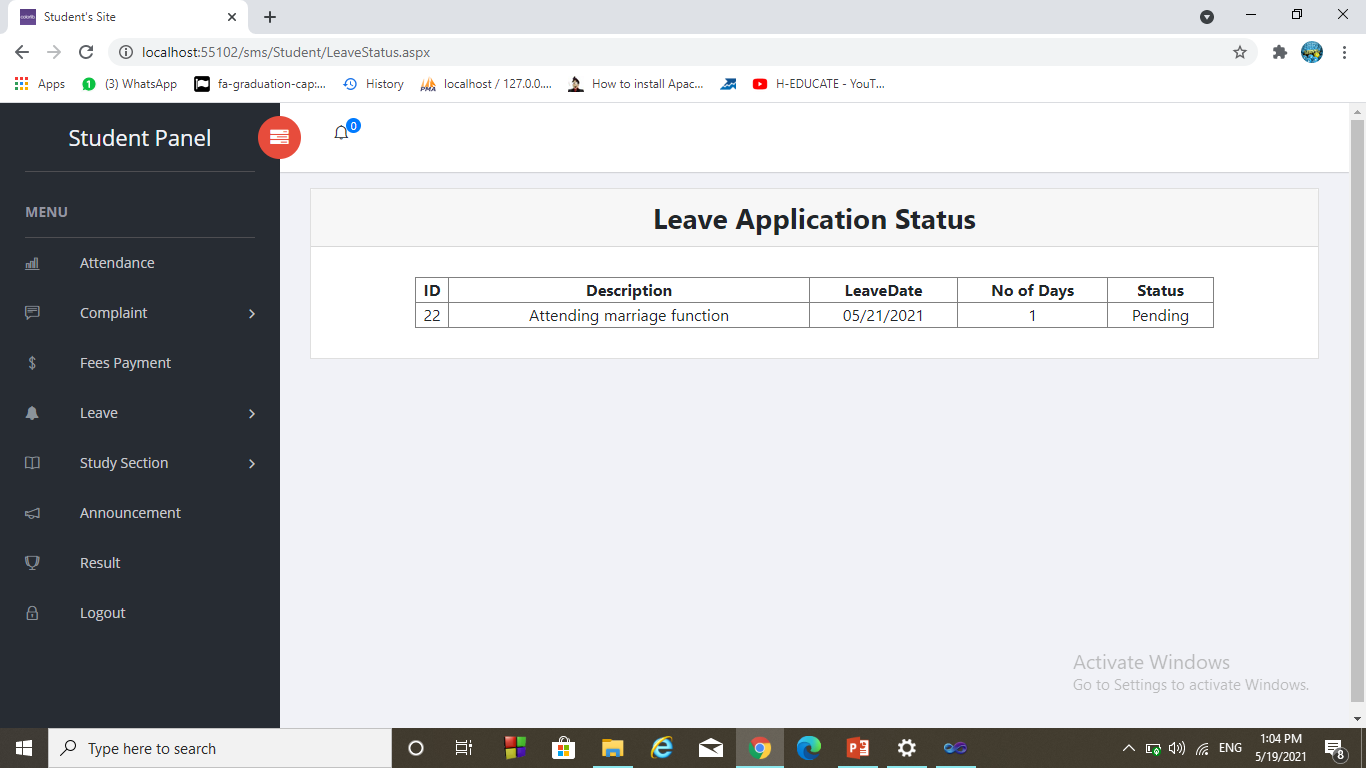 Student's Site
localhost:55102/sms/Student/LeaveStatus.aspx
Apps (3) WhatsApp fa-graduation-cap:... History localhost / 127.0.0.... How to install Apac... H-EDUCATE - YouT...
Student Panel
0
MENU
Attendance
Complaint
Fees Payment
Leave
Study Section
Announcement
Result
Logout
Leave Application Status
ID Description LeaveDate No of Days Status
22 Attending marriage function 05/21/2021 1 Pending
Activate Windows
Go to Settings to activate Windows.
Type here to search
ENG
1:04 PM
5/19/2021
8